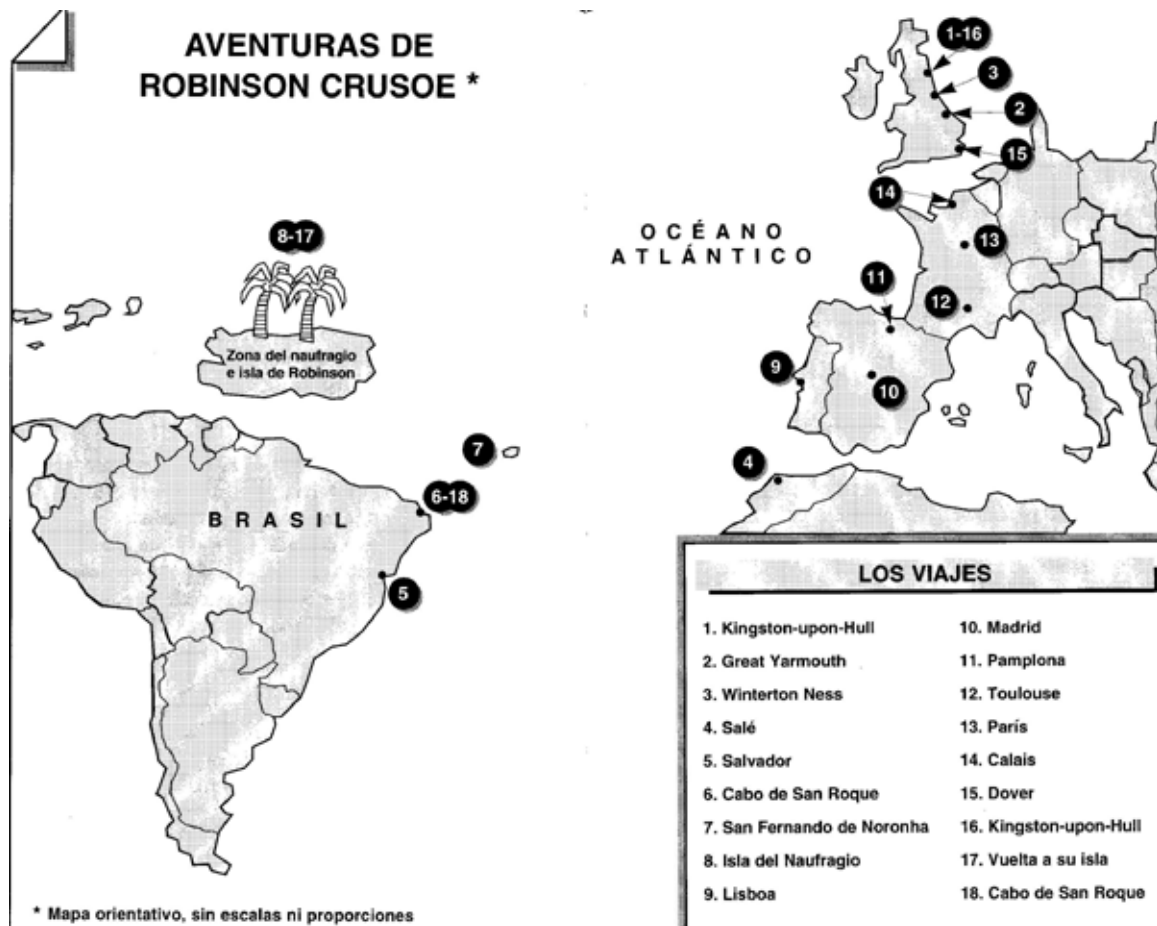 AVENTURAS DE
ROBINSON CRUSOE *
8-17
Zona del naufragio
e isla de Robinson
7
6-18
BRASIL
5
* Mapa orientativo, sin escalas ni proporciones
1-16
3
2
15
14
OCÉANO
ATLÁNTICO
13
11
12
9
10
4
LOS VIAJES
1. Kingston-upon-Hull
2. Great Yarmouth
3. Winterton Ness
4. Salé
5. Salvador
6. Cabo de San Roque
7. San Fernando de Noronha
8. Isla del Naufragio
9. Lisboa
10. Madrid
11. Pamplona
12. Toulouse
13. París
14. Calais
15. Dover
16. Kingston-upon-Hull
17. Vuelta a su isla
18. Cabo de San Roque